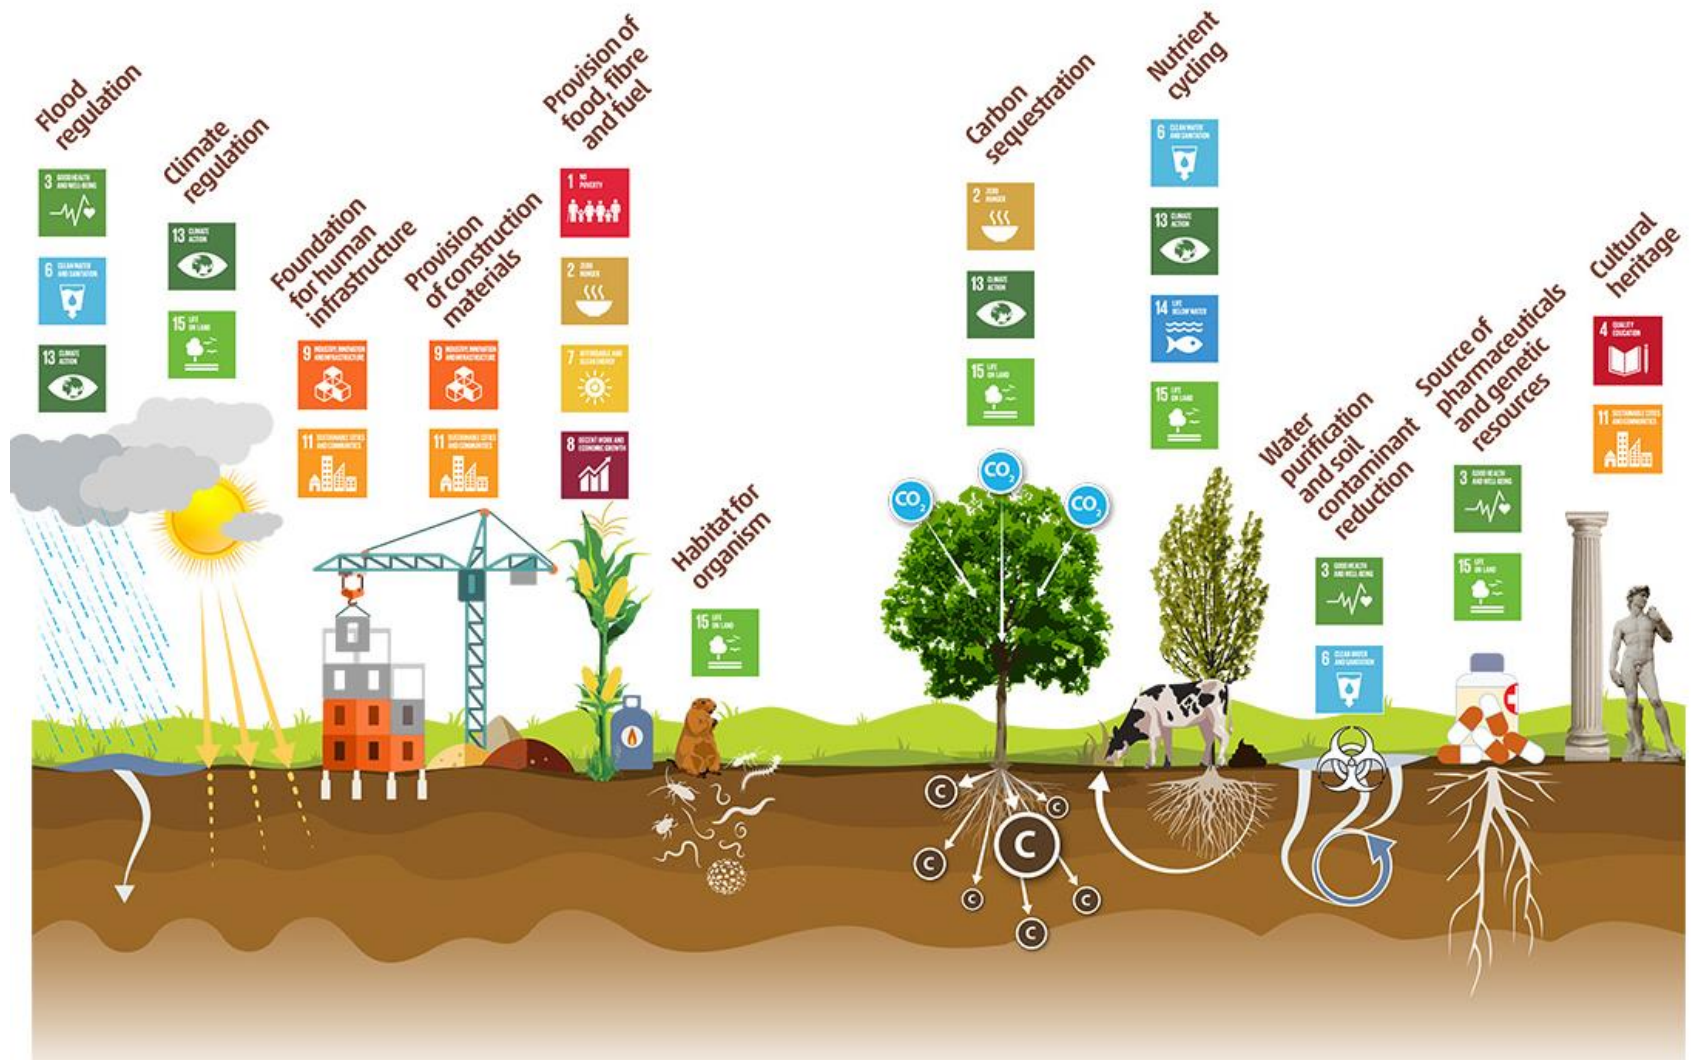 Flood
regulation
3 GOOD HEALTH
AND WELL-BEING
6 CLEAN WATER
AND SANITATION
13 CLIMATE
ACTION
Climate
regulation
13 CLIMATE
ACTION
15 LIFE
ON LAND
Foundation
for human
infrastructure
9 INDUSTRY, INNOVATION
AND INFRASTRUCTURE
11 SUSTAINABLE CITIES
AND COMMUNITIES
Provision
of construction
materials
9 INDUSTRY, INNOVATION
AND INFRASTRUCTURE
11 SUSTAINABLE CITIES
AND COMMUNITIES
Provision of
food, fibre
and fuel
1 NO
POVERTY
2 ZERO
HUNGER
7 AFFORDABLE AND
CLEAN ENERGY
8 DECENT WORK AND
ECONOMIC GROWTH
Habitat for
organism
15 LIFE
ON LAND
Carbon
sequestration
2 ZERO
HUNGER
13 CLIMATE
ACTION
15 LIFE
ON LAND
CO2
CO2
CO2
C
C
C
C
C
C
C
Nutrient
cycling
6 CLEAN WATER
AND SANITATION
13 CLIMATE
ACTION
14 LIFE
BELOW WATER
15 LIFE
ON LAND
Water
purification
and soil
contaminant
reduction
3 GOOD HEALTH
AND WELL-BEING
6 CLEAN WATER
AND SANITATION
Source of
pharmaceuticals
and genetic
resources
3 GOOD HEALTH
AND WELL-BEING
15 LIFE
ON LAND
Cultural
heritage
4 QUALITY
EDUCATION
11 SUSTAINABLE CITIES
AND COMMUNITIES